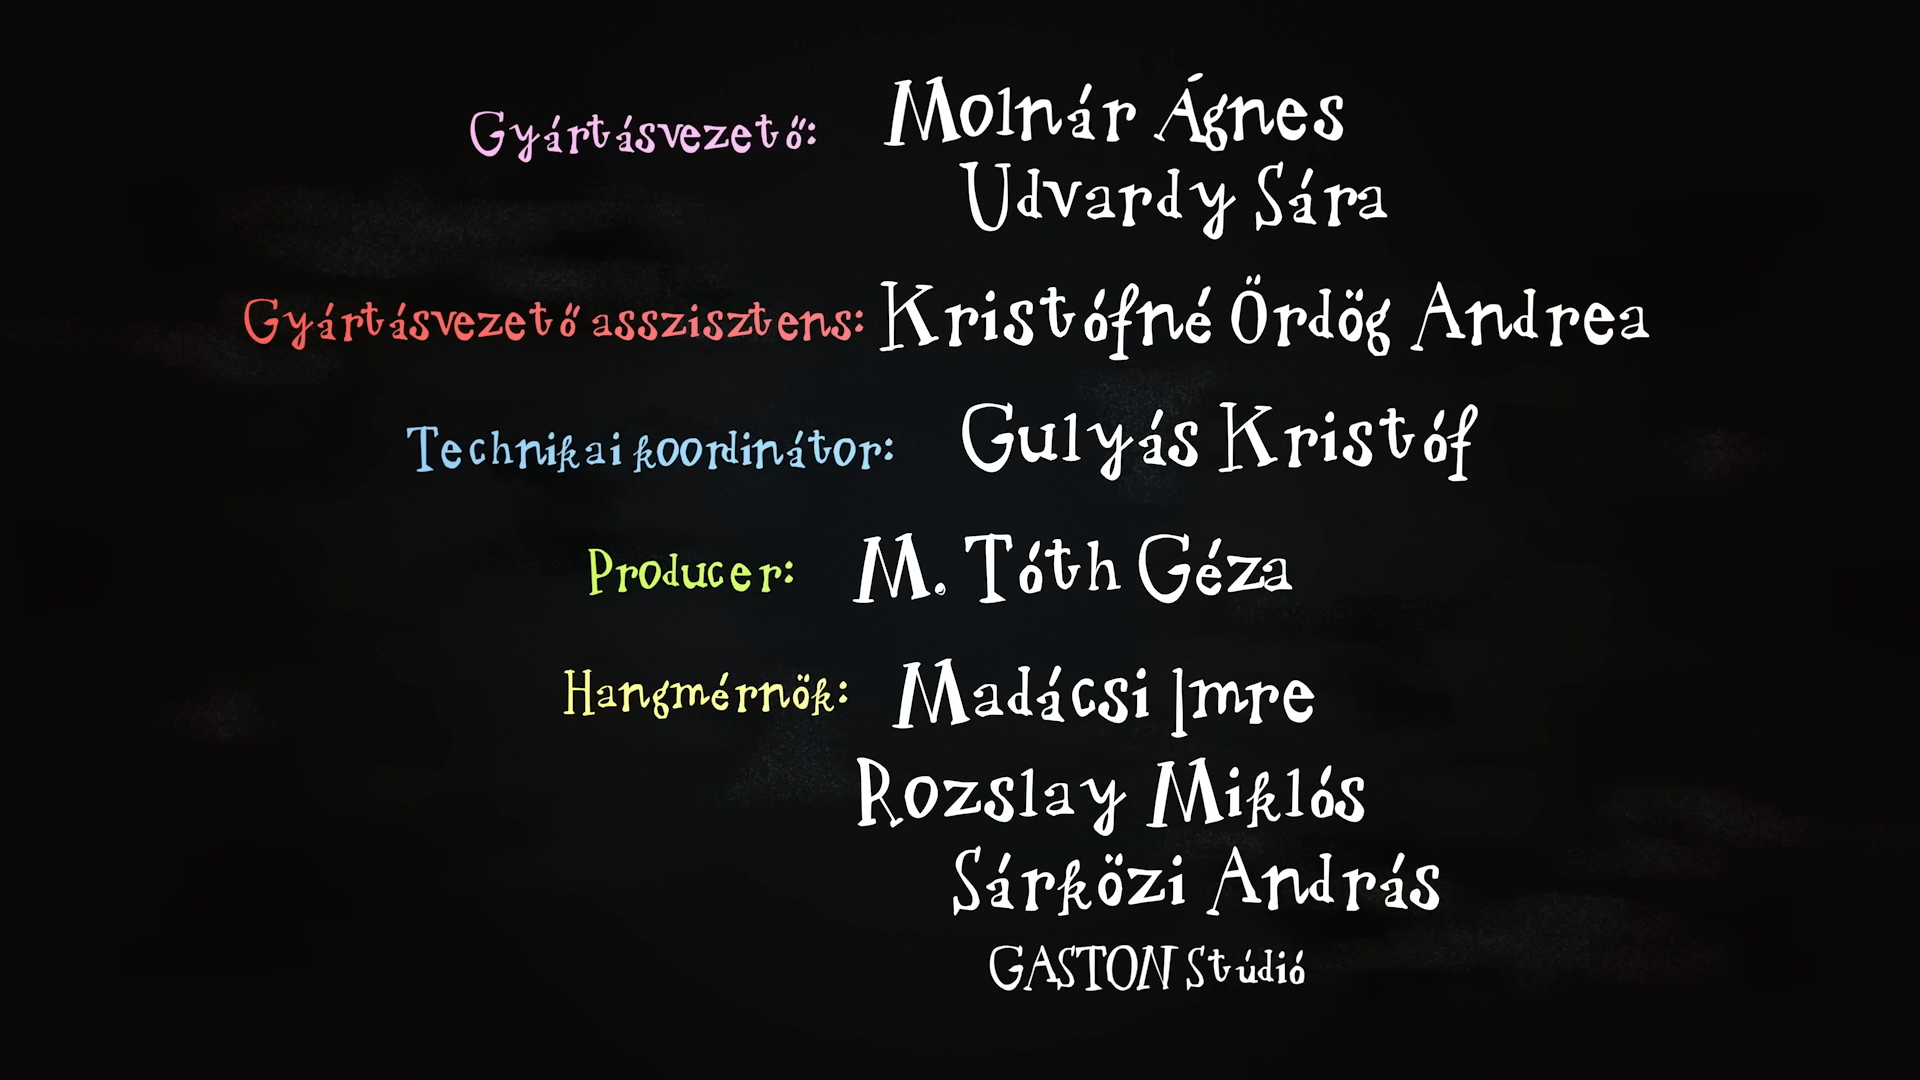 Gyártásvezető: Molnár Ágnes
Udvardy Sára
Gyártásvezető asszisztens: Kristófné Ördög Andrea
Technikai koordinátor: Gulyás Kristóf
Producer: M. Tóth Géza
Hangmérnök: Madácsi Imre
Rozslay Miklós
Sárközi András
GASTON Stúdió